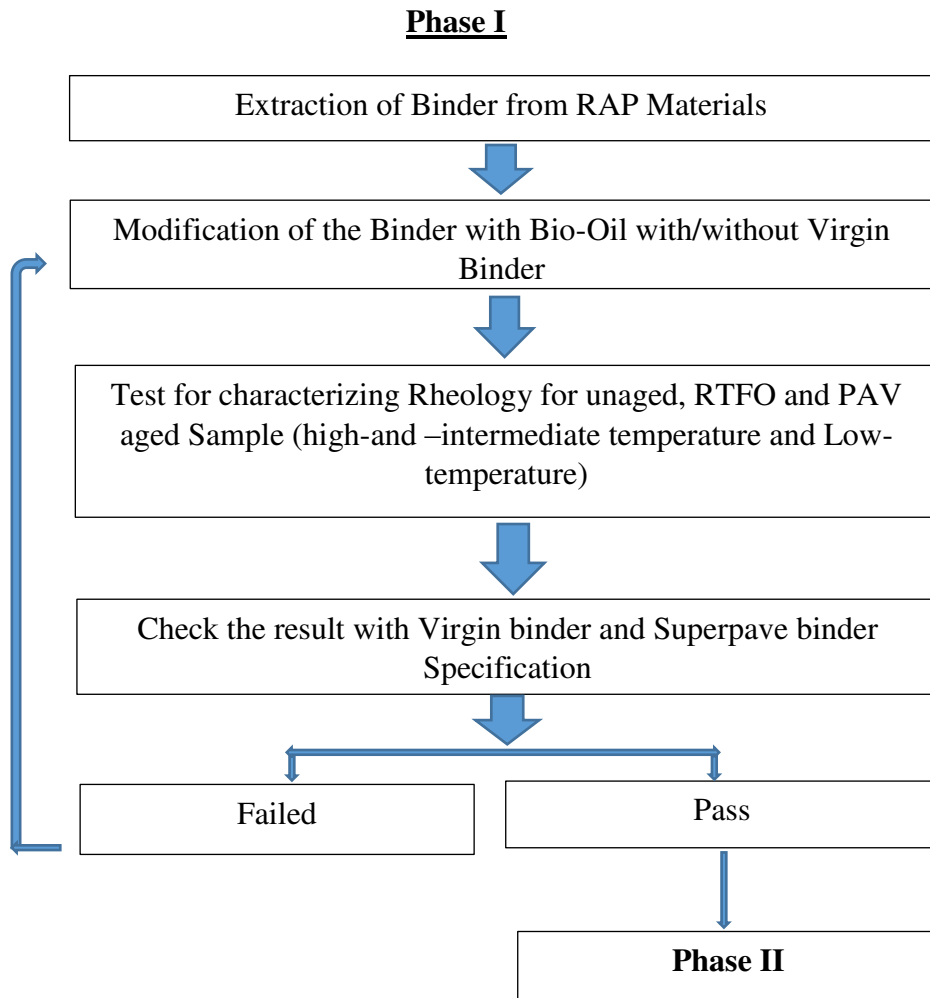 Phase I
Extraction of Binder from RAP Materials
Modification of the Binder with Bio-Oil with/without Virgin
Binder
Test for characterizing Rheology for unaged, RTFO and PAV
aged Sample (high-and –intermediate temperature and Low-
temperature)
Check the result with Virgin binder and Superpave binder
Specification
Failed
Pass
Phase II